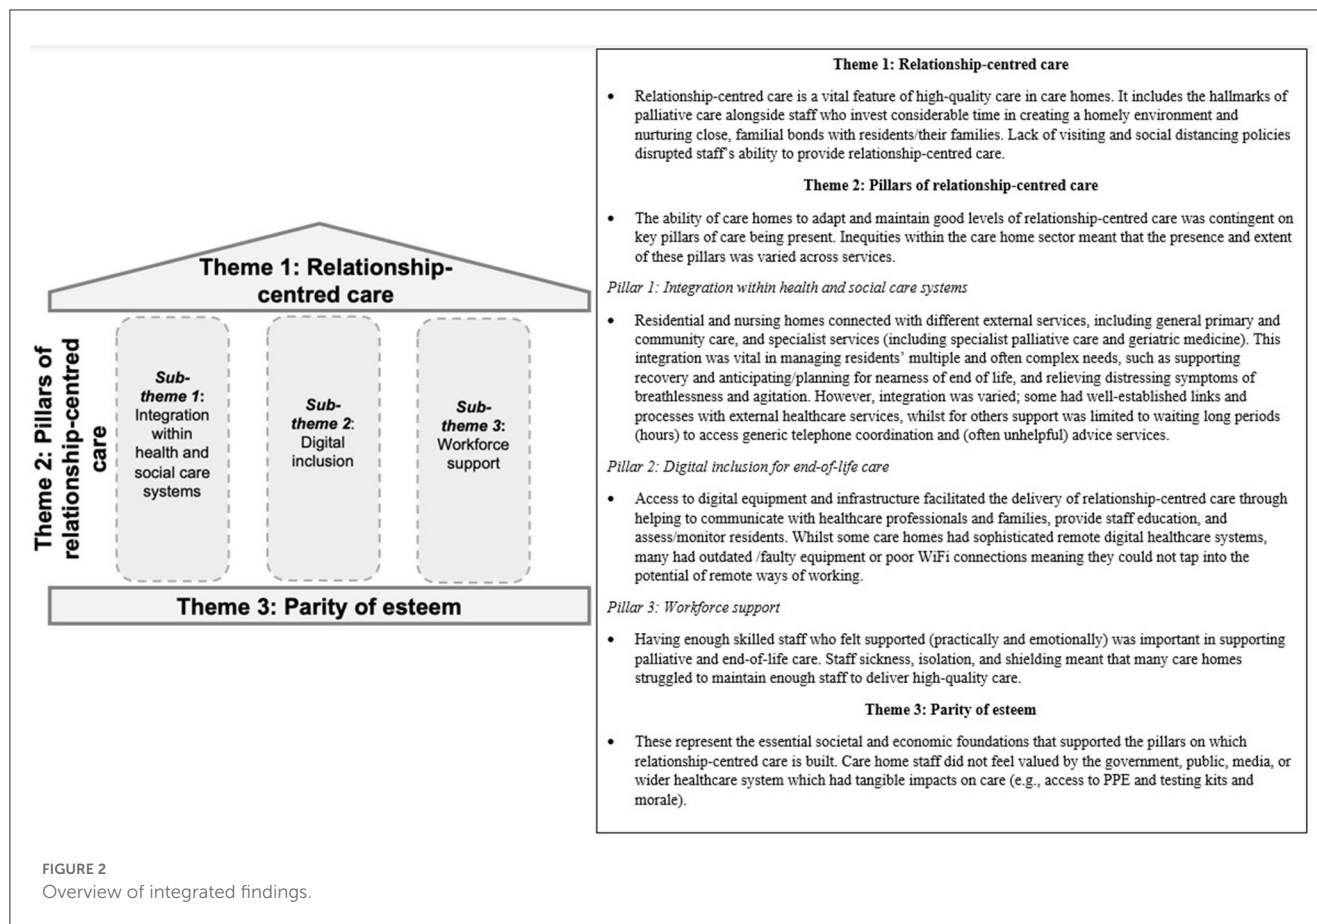 Theme 1: Relationship-
centred care
Theme 2: Pillars of
relationship-centred
care
Sub-
theme 1:
Integration
within
health and
social care
systems
Sub-
theme 2:
Digital
inclusion
Sub-
theme 3:
Workforce
support
Theme 3: Parity of esteem
Theme 1: Relationship-centred care
• Relationship-centred care is a vital feature of high-quality care in care homes. It includes the hallmarks of
palliative care alongside staff who invest considerable time in creating a homely environment and
nurturing close, familial bonds with residents/their families. Lack of visiting and social distancing policies
disrupted staff's ability to provide relationship-centred care.
Theme 2: Pillars of relationship-centred care
• The ability of care homes to adapt and maintain good levels of relationship-centred care was contingent on
key pillars of care being present. Inequities within the care home sector meant that the presence and extent
of these pillars was varied across services.
Pillar 1: Integration within health and social care systems
• Residential and nursing homes connected with different external services, including general primary and
community care, and specialist services (including specialist palliative care and geriatric medicine). This
integration was vital in managing residents' multiple and often complex needs, such as supporting
recovery and anticipating/planning for nearness of end of life, and relieving distressing symptoms of
breathlessness and agitation. However, integration was varied; some had well-established links and
processes with external healthcare services, whilst for others support was limited to waiting long periods
(hours) to access generic telephone coordination and (often unhelpful) advice services.
Pillar 2: Digital inclusion for end-of-life care
• Access to digital equipment and infrastructure facilitated the delivery of relationship-centred care through
helping to communicate with healthcare professionals and families, provide staff education, and
assess/monitor residents. Whilst some care homes had sophisticated remote digital healthcare systems,
many had outdated /faulty equipment or poor WiFi connections meaning they could not tap into the
potential of remote ways of working.
Pillar 3: Workforce support
• Having enough skilled staff who felt supported (practically and emotionally) was important in supporting
palliative and end-of-life care. Staff sickness, isolation, and shielding meant that many care homes
struggled to maintain enough staff to deliver high-quality care.
Theme 3: Parity of esteem
• These represent the essential societal and economic foundations that supported the pillars on which
relationship-centred care is built. Care home staff did not feel valued by the government, public, media, or
wider healthcare system which had tangible impacts on care (e.g., access to PPE and testing kits and
morale).
FIGURE 2
Overview of integrated findings.